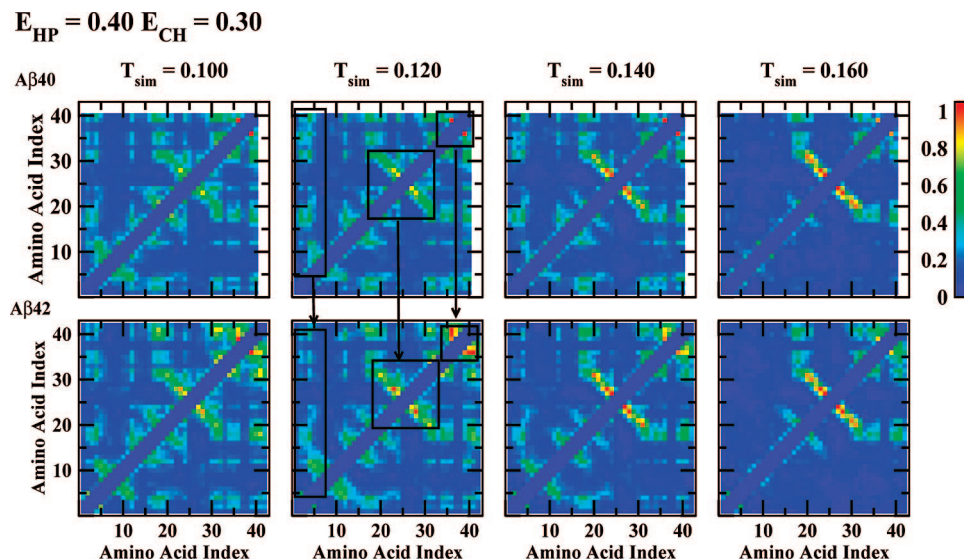 E_HP = 0.40 E_CH = 0.30
Aβ40
T_sim = 0.100 T_sim = 0.120 T_sim = 0.140 T_sim = 0.160
Amino Acid Index
40
30
20
10
1
0.8
0.6
0.4
0.2
0
Aβ42
Amino Acid Index
40
30
20
10
10 20 30 40 10 20 30 40 10 20 30 40 10 20 30 40
Amino Acid Index Amino Acid Index Amino Acid Index Amino Acid Index